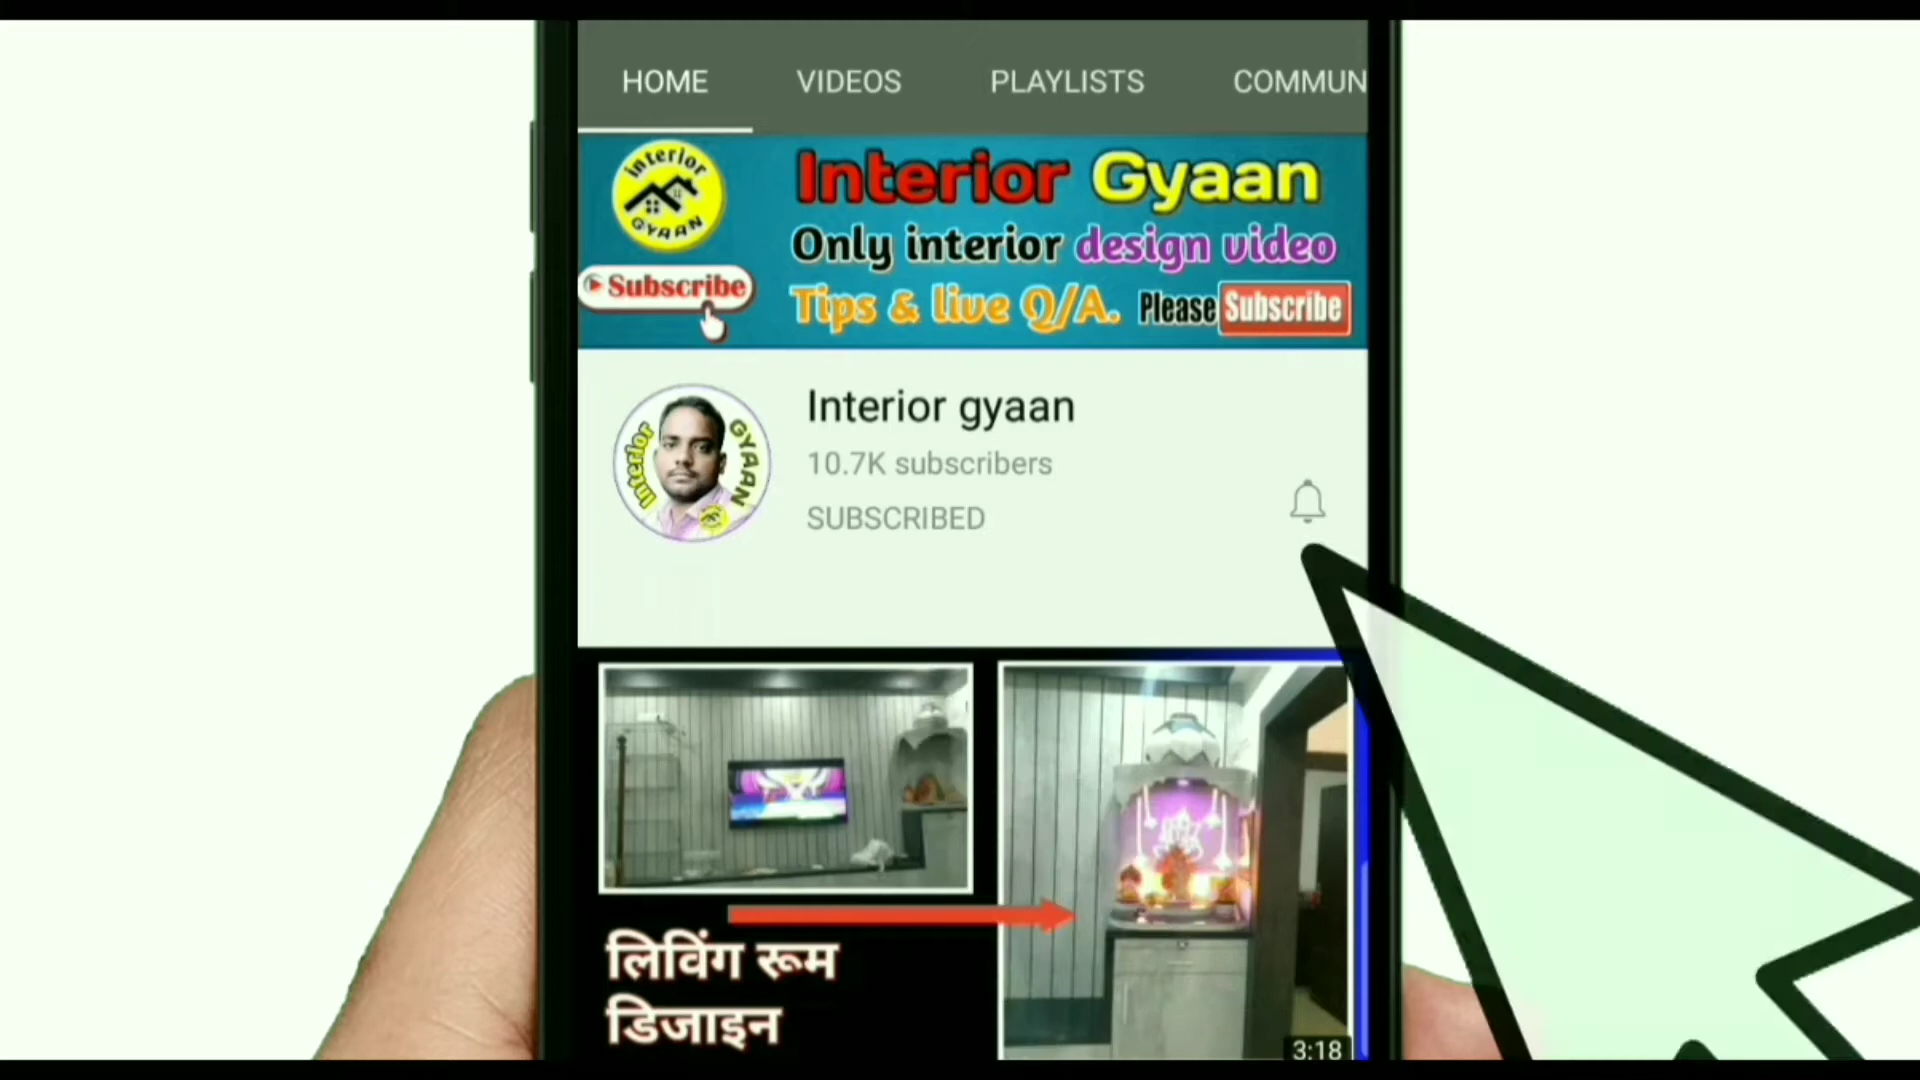 HOME VIDEOS PLAYLISTS COMMUN
interior
GYAAN
Interior Gyaan
Only interior design video
Subscribe
Tips & live Q/A. Please Subscribe
Interior GYAAN
Interior gyaan
10.7K subscribers
SUBSCRIBED
लिविंग रूम
डिजाइन
3:18